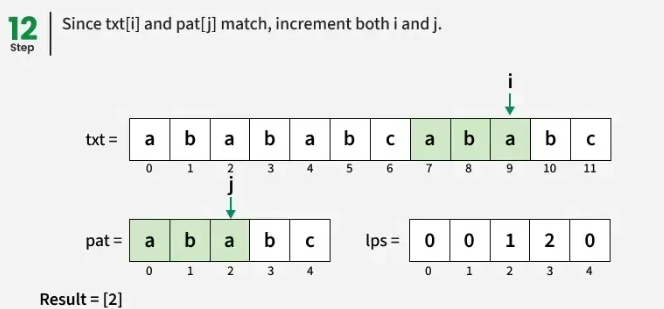 12
Step
Since txt[i] and pat[j] match, increment both i and j.
i
txt = a b a b a b c a b a b c
0 1 2 3 4 5 6 7 8 9 10 11
j
pat = a b a b c lps = 0 0 1 2 0
0 1 2 3 4 0 1 2 3 4
Result = [2]